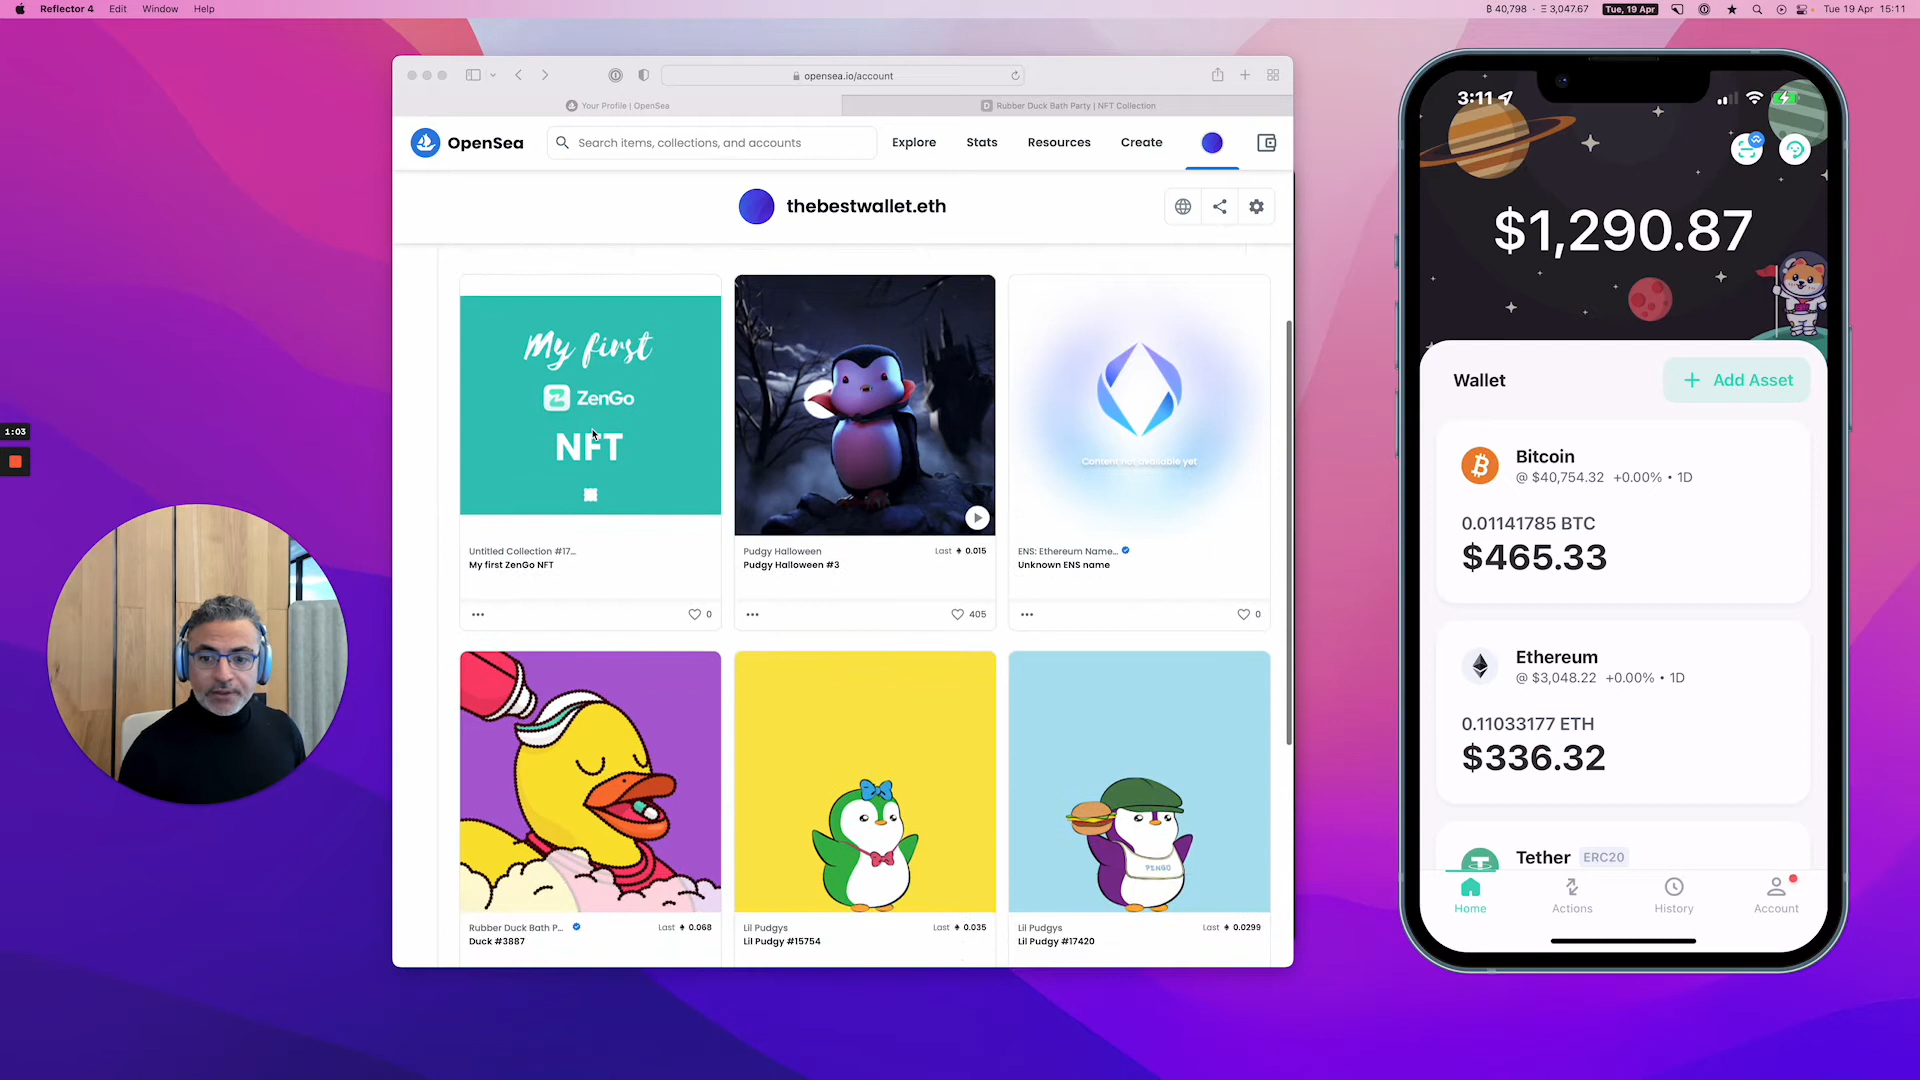 Reflector 4 Edit Window Help
₿ 40,798 · Ξ 3,047.67 Tue, 19 Apr Tue 19 Apr 15:11
opensea.io/account
Your Profile | OpenSea
Rubber Duck Bath Party | NFT Collection
OpenSea
Search items, collections, and accounts
Explore Stats Resources Create
thebestwallet.eth
My first
ZenGo
NFT
Content not available yet
Untitled Collection #17...
My first ZenGo NFT
0
Pudgy Halloween
Last 0.015
Pudgy Halloween #3
405
ENS: Ethereum Name...
Unknown ENS name
0
PENGO
Rubber Duck Bath P...
Last 0.068
Duck #3887
Lil Pudgys
Last 0.035
Lil Pudgy #15754
Lil Pudgys
Last 0.0299
Lil Pudgy #17420
1:03
3:11
$1,290.87
Wallet
+ Add Asset
Bitcoin
@ $40,754.32 +0.00% • 1D
0.01141785 BTC
$465.33
Ethereum
@ $3,048.22 +0.00% • 1D
0.11033177 ETH
$336.32
Tether ERC20
Home Actions History Account